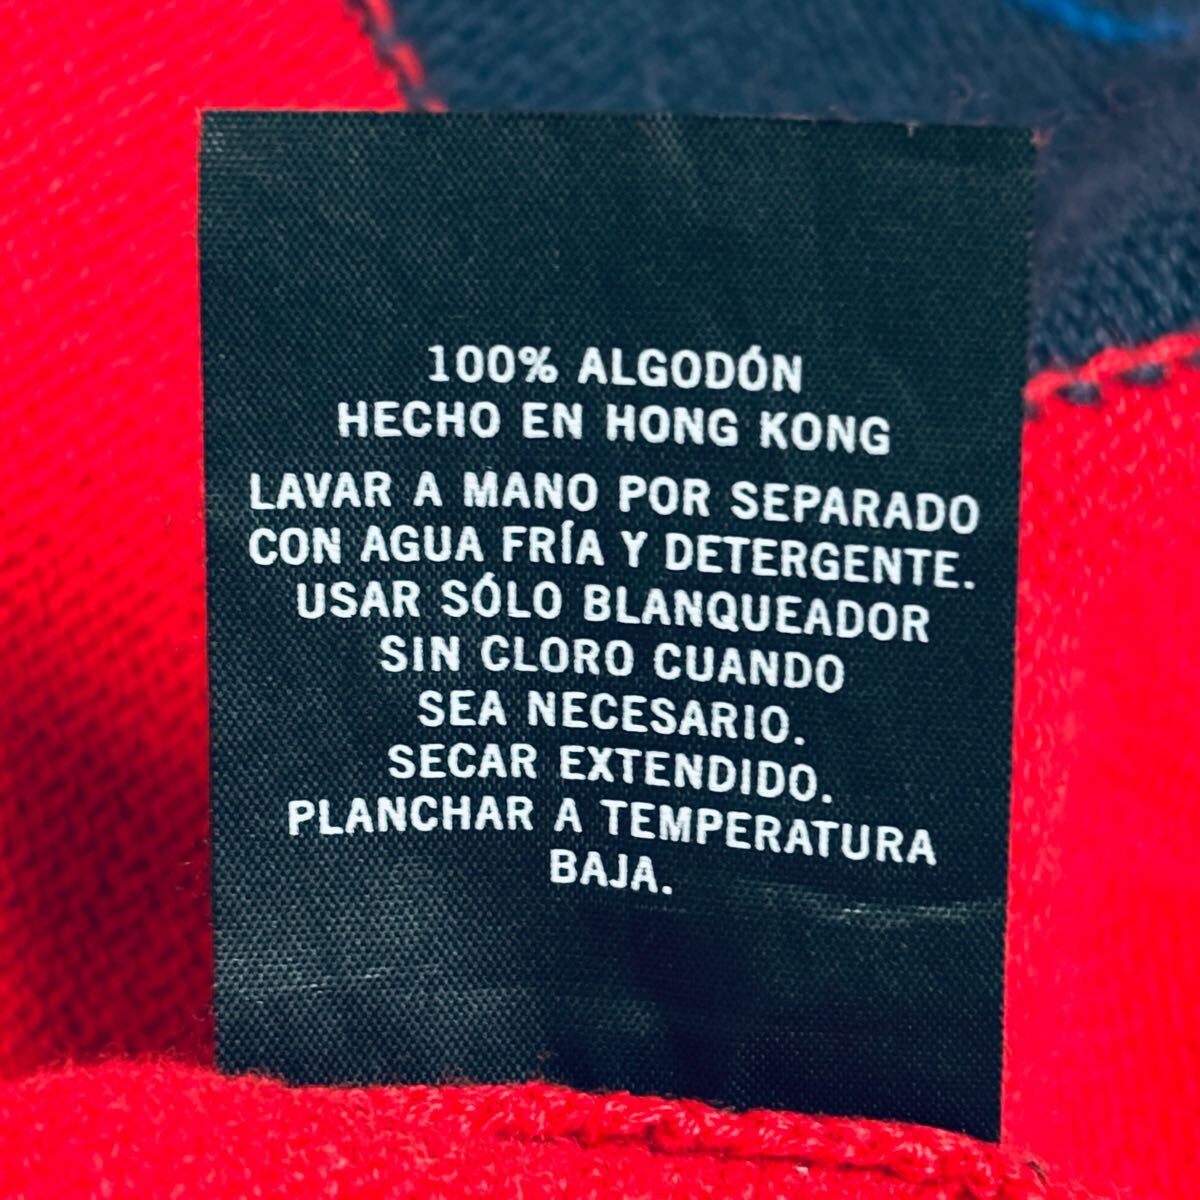 100% ALGODÓN
HECHO EN HONG KONG
LAVAR A MANO POR SEPARADO
CON AGUA FRÍA Y DETERGENTE.
USAR SÓLO BLANQUEADOR
SIN CLORO CUANDO
SEA NECESARIO.
SECAR EXTENDIDO.
PLANCHAR A TEMPERATURA
BAJA.